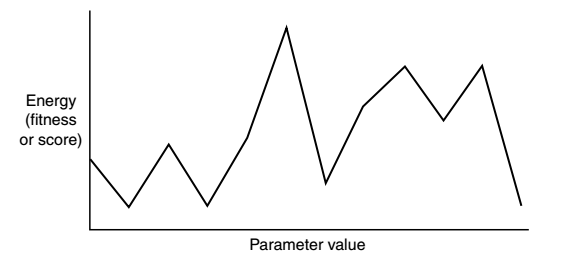 Energy
(fitness
or score)
Parameter value